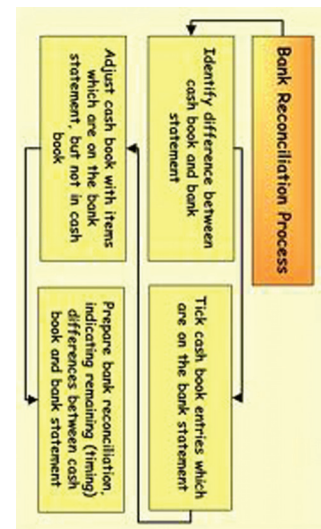 Bank Reconciliation Process
Identify difference between
cash book and bank
statement
Tick cash book entries which
are on the bank statement
Adjust cash book with items
which are on the bank
statement, but not in cash
book
Prepare bank reconciliation,
indicating remaining (timing)
differences between cash
book and bank statement